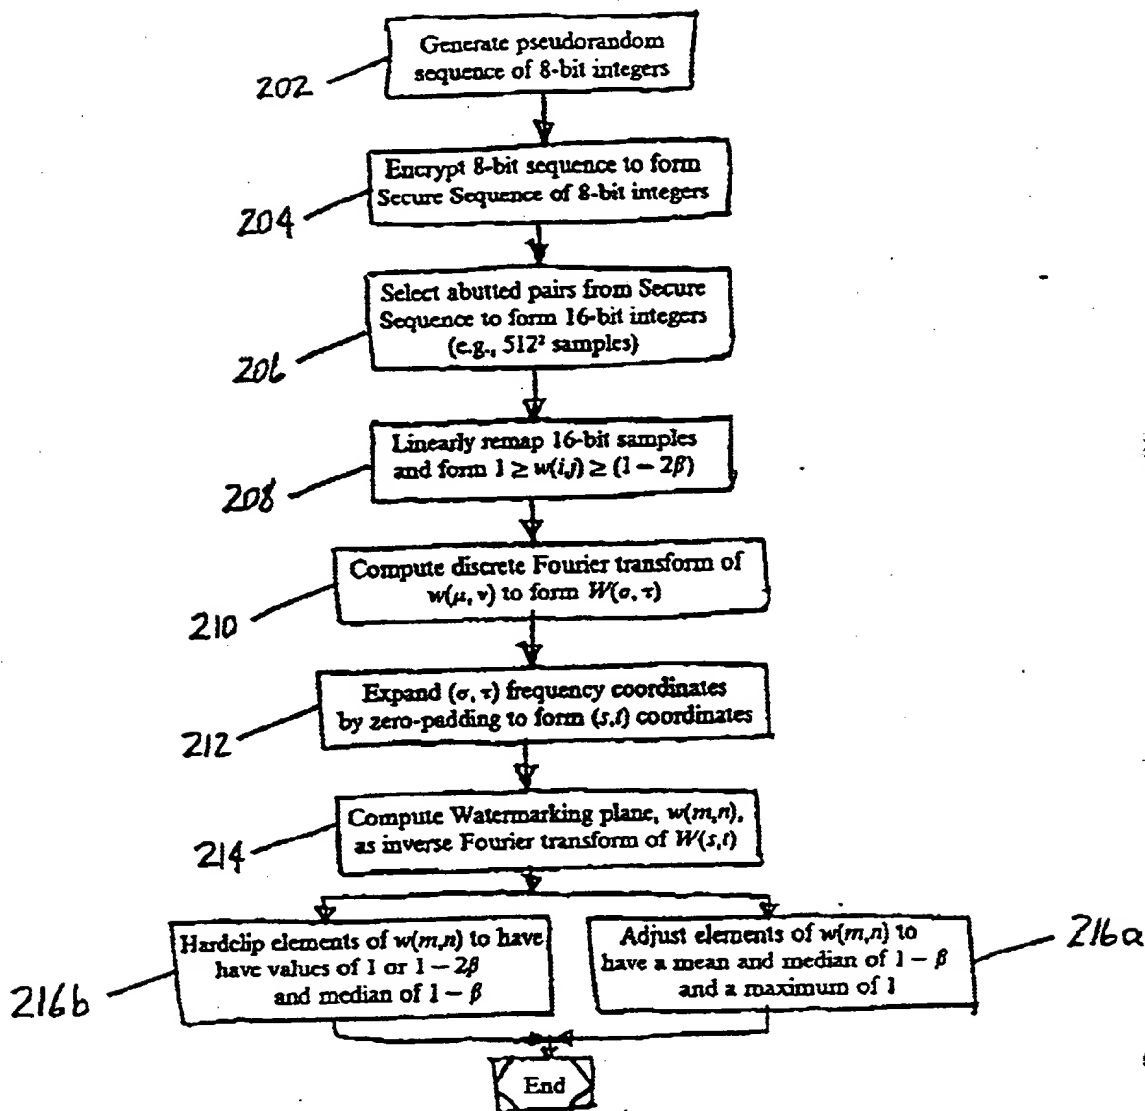 Generate pseudorandom
sequence of 8-bit integers
202
Encrypt 8-bit sequence to form
Secure Sequence of 8-bit integers
204
Select abutted pairs from Secure
Sequence to form 16-bit integers
(e.g., 512² samples)
206
Linearly remap 16-bit samples
and form 1 ≥ w(i,j) ≥ (1 − 2β)
208
Compute discrete Fourier transform of
w(μ, ν) to form W(σ, τ)
210
Expand (σ, τ) frequency coordinates
by zero-padding to form (s,t) coordinates
212
Compute Watermarking plane, w(m,n),
as inverse Fourier transform of W(s,t)
214
Hardclip elements of w(m,n) to have
have values of 1 or 1 − 2β
and median of 1 − β
216b
Adjust elements of w(m,n) to
have a mean and median of 1 − β
and a maximum of 1
216a
End